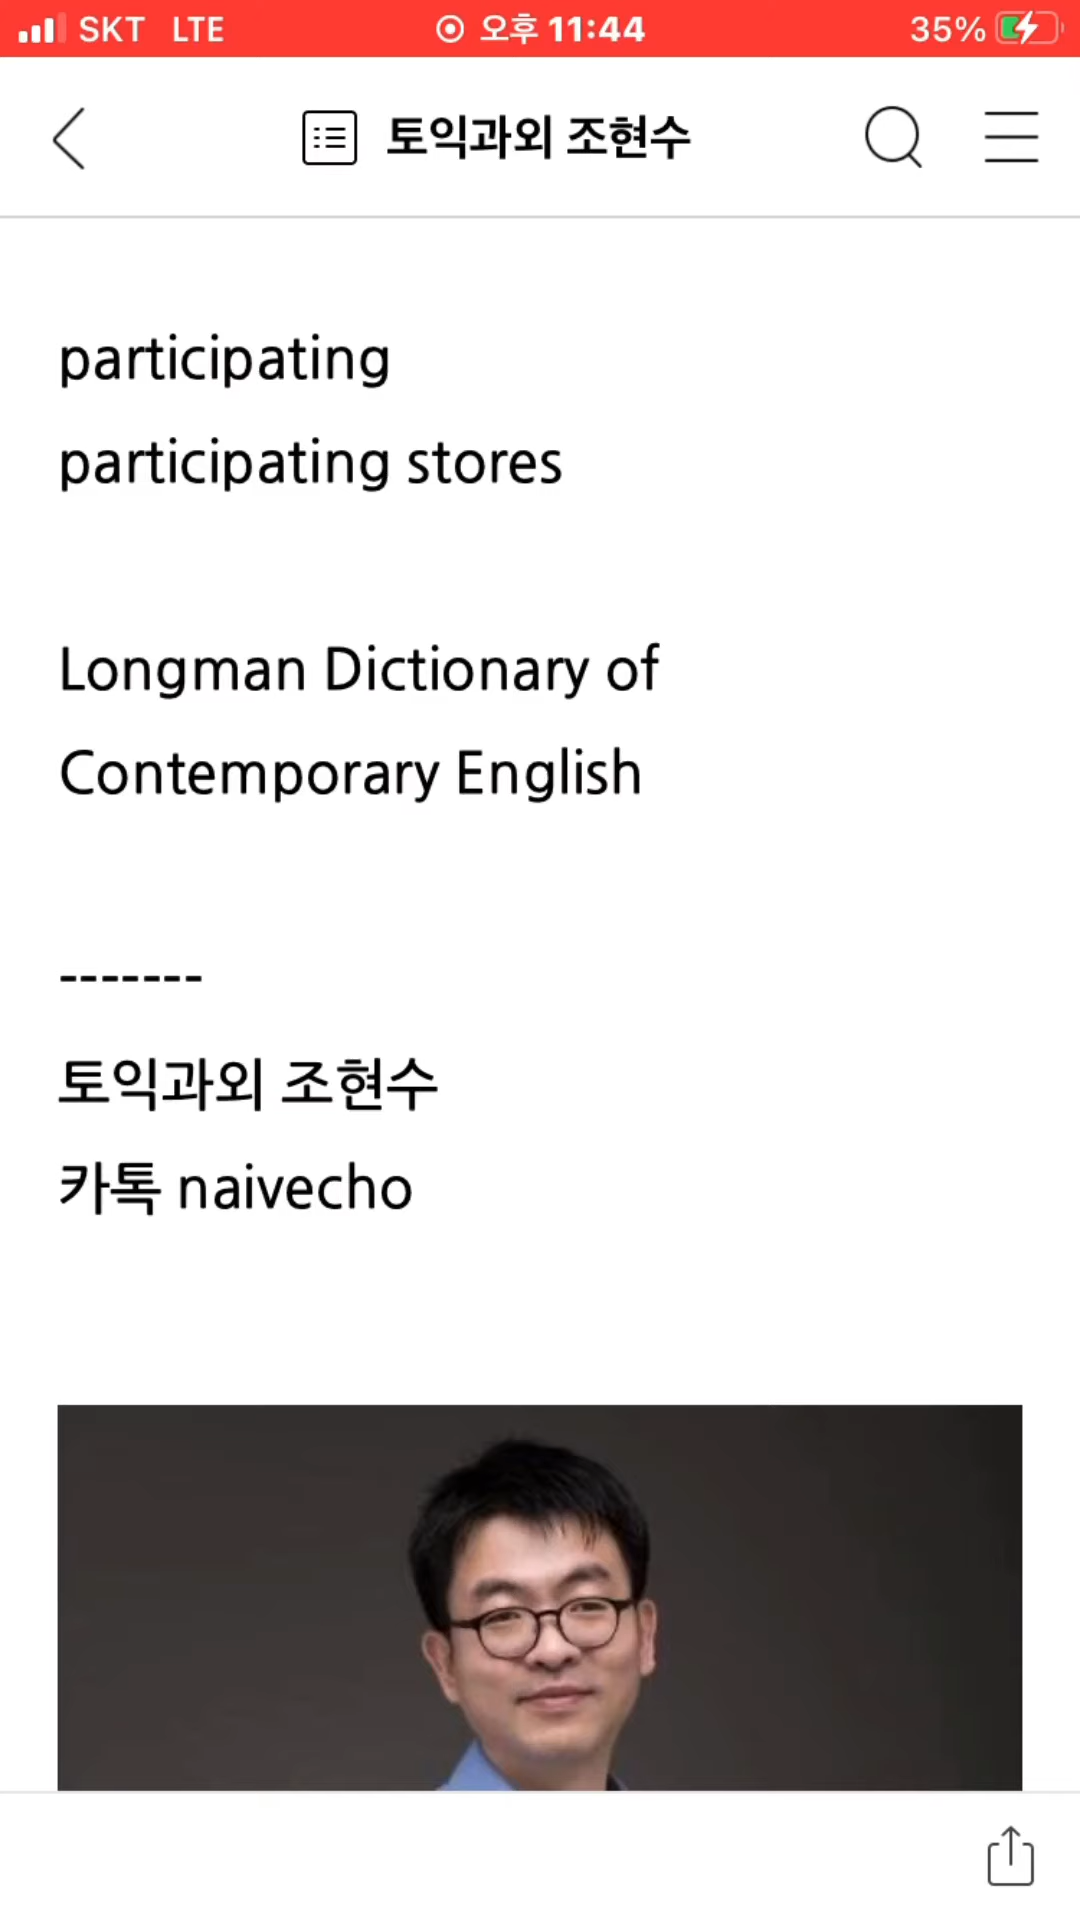 SKT LTE 오후 11:44 35%
토익과외 조현수
participating
participating stores
Longman Dictionary of
Contemporary English
-------
토익과외 조현수
카톡 naivecho